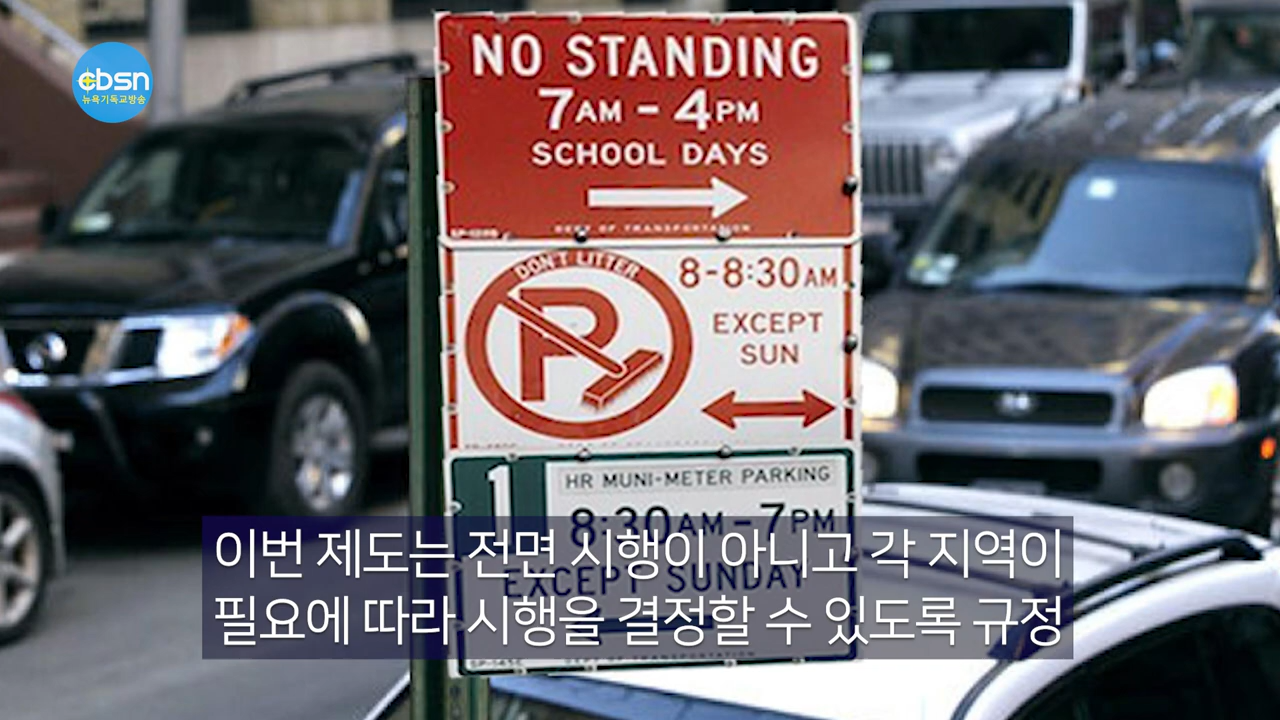 cbsn
뉴욕기독교방송
NO STANDING
7AM - 4PM
SCHOOL DAYS
DEPT OF TRANSPORTATION
DON'T LITTER
P
8-8:30AM
EXCEPT
SUN
1
HR MUNI-METER PARKING
8:30AM-7PM
EXCEPT SUNDAY
DEPT OF TRANSPORTATION
이번 제도는 전면 시행이 아니고 각 지역이
필요에 따라 시행을 결정할 수 있도록 규정